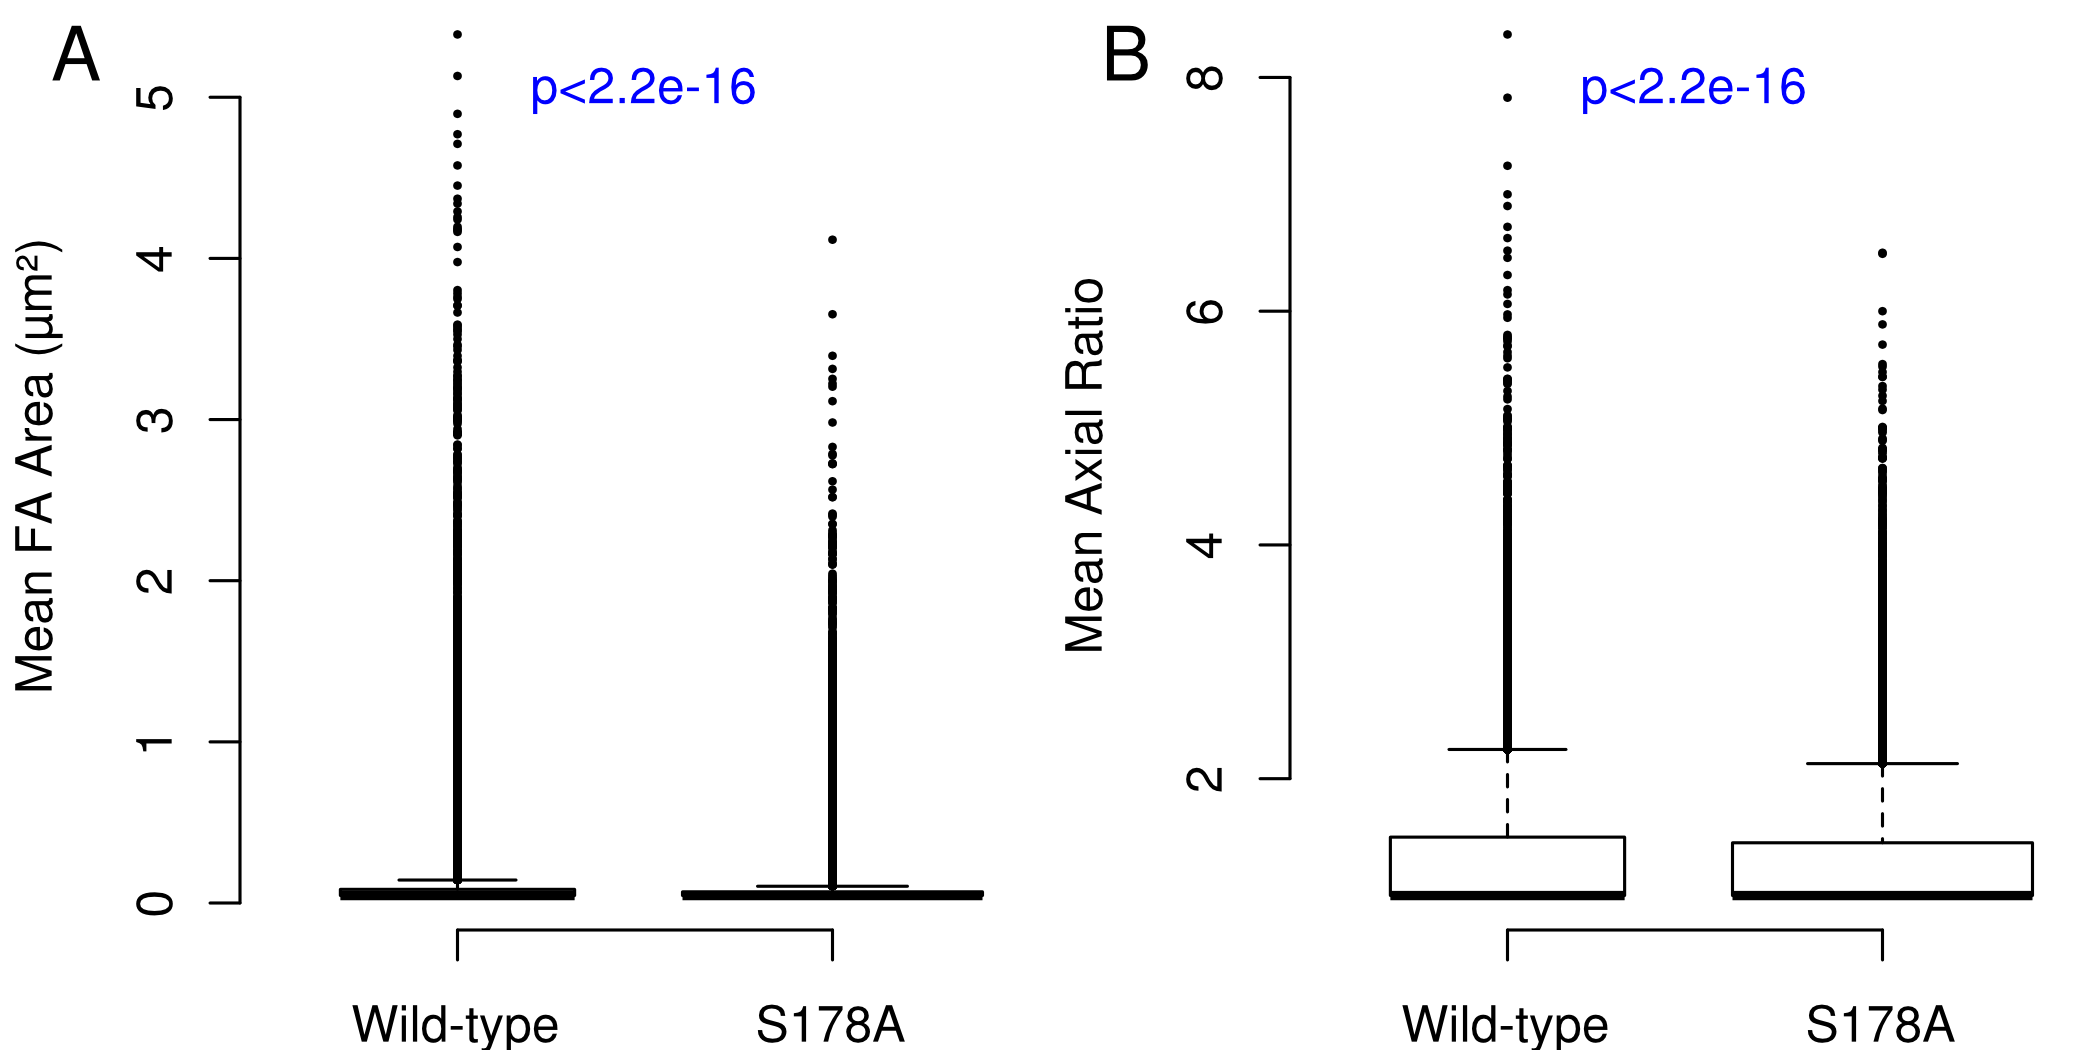 A
p<2.2e-16
5
4
3
2
1
0
Mean FA Area (µm²)
Wild-type
S178A
B
p<2.2e-16
8
6
4
2
Mean Axial Ratio
Wild-type
S178A